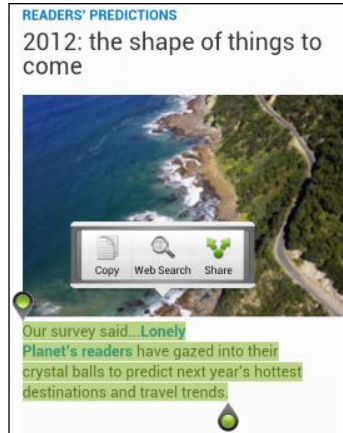 READERS' PREDICTIONS
2012: the shape of things to
come
Copy Web Search Share
Our survey said...Lonely
Planet's readers have gazed into their
crystal balls to predict next year's hottest
destinations and travel trends.